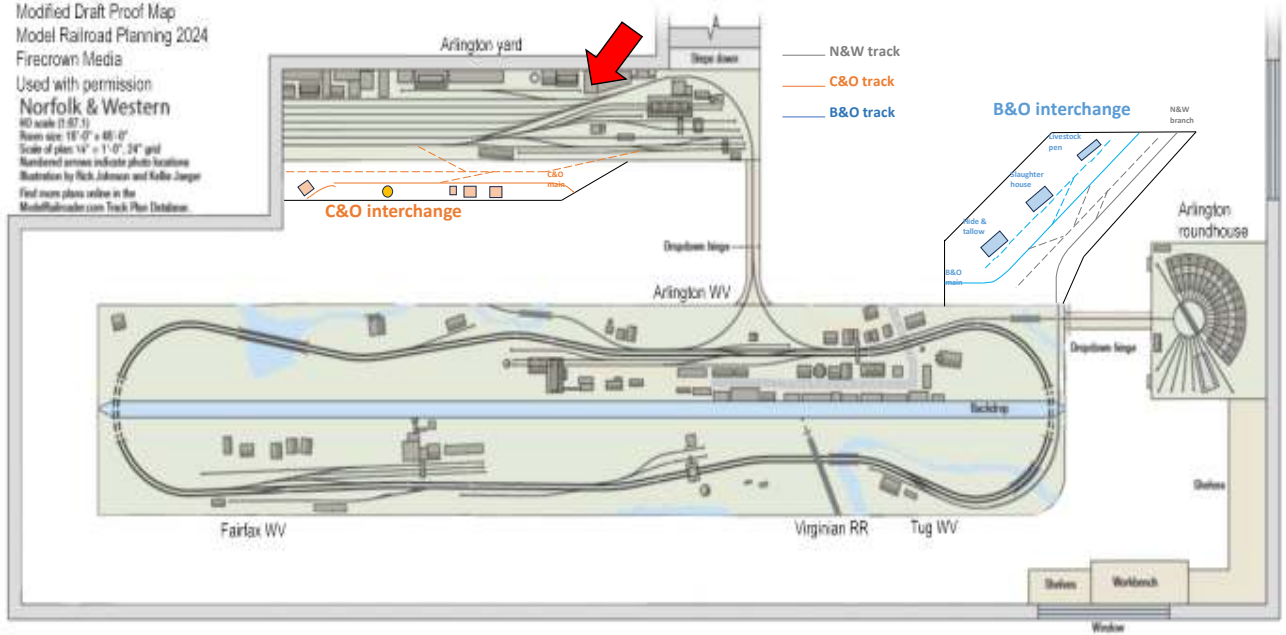 Modified Draft Proof Map
Model Railroad Planning 2024
Firecrown Media
Used with permission
Norfolk & Western
HO scale (1:87.1)
Room size: 18'-0" x 46'-0"
Scale of plan: 1/4" = 1'-0", 24" grid
Numbered arrows indicate photo locations
Illustration by Rick Johnson and Kellie Jaeger
Find more plans online in the
ModelRailroader.com Track Plan Database.
Arlington yard
A
Steps down
N&W track
C&O track
B&O track
B&O interchange
N&W
branch
Livestock
pen
Slaughter
house
Hide &
tallow
B&O
main
C&O
main
C&O interchange
Arlington
roundhouse
Dropdown hinge
Arlington WV
Dropdown hinge
Backdrop
Shelves
Fairfax WV
Virginian RR
Tug WV
Shelves
Workbench
Window